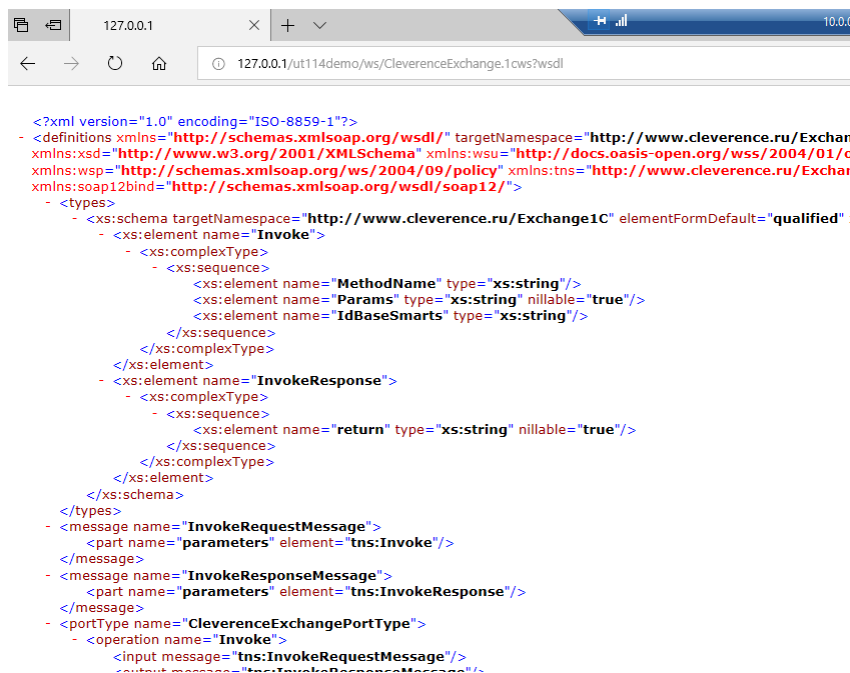 127.0.0.1
10.0.0
127.0.0.1/ut114demo/ws/CleverenceExchange.1cws?wsdl
<?xml version="1.0" encoding="ISO-8859-1"?>
- <definitions xmlns="http://schemas.xmlsoap.org/wsdl/" targetNamespace="http://www.cleverence.ru/Exchan
xmlns:xsd="http://www.w3.org/2001/XMLSchema" xmlns:wsu="http://docs.oasis-open.org/wss/2004/01/o
xmlns:wsp="http://schemas.xmlsoap.org/ws/2004/09/policy" xmlns:tns="http://www.cleverence.ru/Exchan
xmlns:soap12bind="http://schemas.xmlsoap.org/wsdl/soap12/">
- <types>
- <xs:schema targetNamespace="http://www.cleverence.ru/Exchange1C" elementFormDefault="qualified"
- <xs:element name="Invoke">
- <xs:complexType>
- <xs:sequence>
<xs:element name="MethodName" type="xs:string"/>
<xs:element name="Params" type="xs:string" nillable="true"/>
<xs:element name="IdBaseSmarts" type="xs:string"/>
</xs:sequence>
</xs:complexType>
</xs:element>
- <xs:element name="InvokeResponse">
- <xs:complexType>
- <xs:sequence>
<xs:element name="return" type="xs:string" nillable="true"/>
</xs:sequence>
</xs:complexType>
</xs:element>
</xs:schema>
</types>
- <message name="InvokeRequestMessage">
<part name="parameters" element="tns:Invoke"/>
</message>
- <message name="InvokeResponseMessage">
<part name="parameters" element="tns:InvokeResponse"/>
</message>
- <portType name="CleverenceExchangePortType">
- <operation name="Invoke">
<input message="tns:InvokeRequestMessage"/>
<output message="tns:InvokeResponseMessage"/>